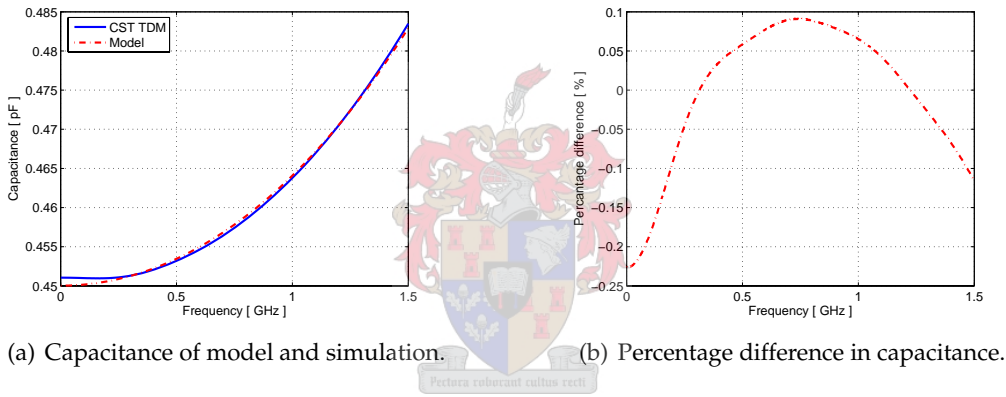 0.485
0.48
0.475
0.47
0.465
0.46
0.455
0.45
Capacitance [ pF ]
CST TDM
Model
0 0.5 1 1.5
Frequency [ GHz ]
0.1
0.05
0
−0.05
−0.1
−0.15
−0.2
−0.25
Percentage difference [ % ]
0 0.5 1 1.5
Frequency [ GHz ]
(a) Capacitance of model and simulation.
(b) Percentage difference in capacitance.
Pectora roborant cultus recti